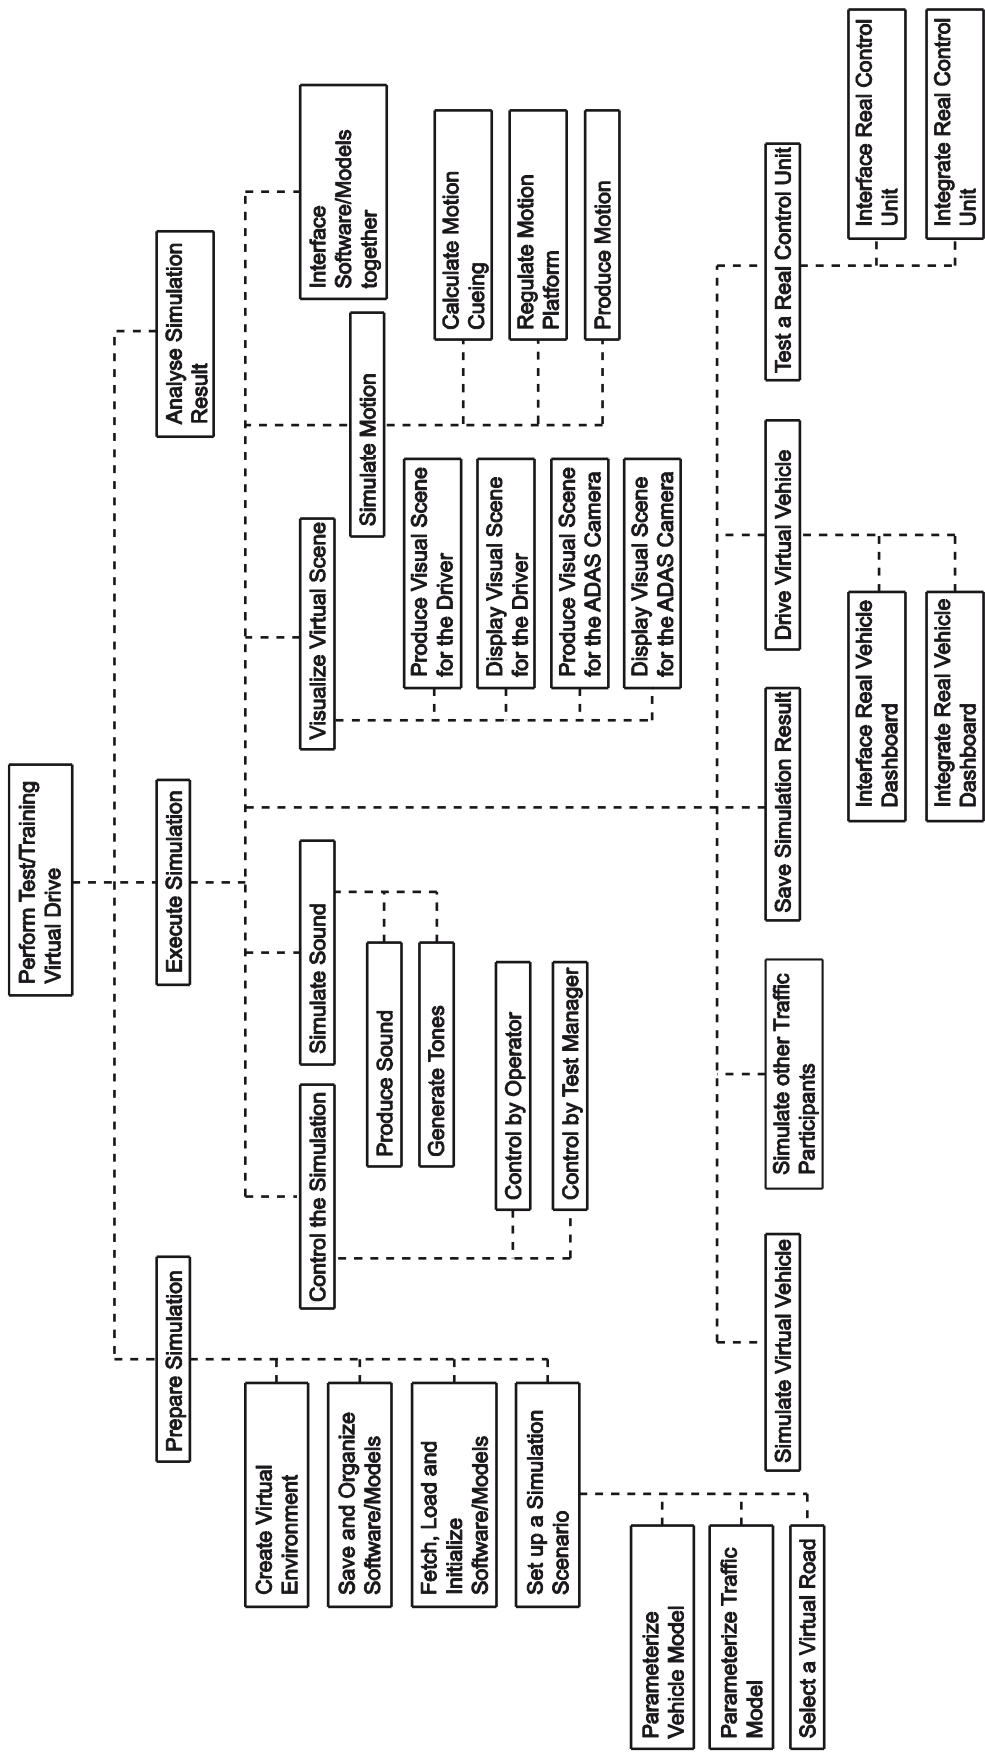 Perform Test/Training
Virtual Drive
Prepare Simulation
Execute Simulation
Analyse Simulation
Result
Create Virtual
Environment
Save and Organize
Software/Models
Fetch, Load and
Initialize
Software/Models
Set up a Simulation
Scenario
Parameterize
Vehicle Model
Parameterize Traffic
Model
Select a Virtual Road
Control the Simulation
Control by Operator
Control by Test Manager
Simulate Sound
Produce Sound
Generate Tones
Visualize Virtual Scene
Produce Visual Scene
for the Driver
Display Visual Scene
for the Driver
Produce Visual Scene
for the ADAS Camera
Display Visual Scene
for the ADAS Camera
Simulate Motion
Calculate Motion
Cueing
Regulate Motion
Platform
Produce Motion
Interface
Software/Models
together
Simulate Virtual Vehicle
Simulate other Traffic
Participants
Save Simulation Result
Drive Virtual Vehicle
Interface Real Vehicle
Dashboard
Integrate Real Vehicle
Dashboard
Test a Real Control Unit
Interface Real Control
Unit
Integrate Real Control
Unit